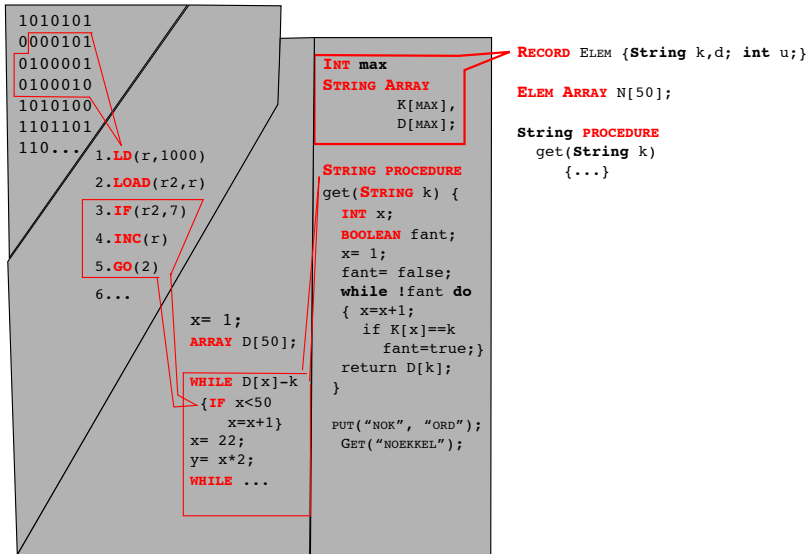 1010101
0000101
0100001
0100010
1010100
1101101
110...
1.LD(r,1000)
2.LOAD(r2,r)
3.IF(r2,7)
4.INC(r)
5.GO(2)
6...
x= 1;
ARRAY D[50];
WHILE D[x]-k
{IF x<50
x=x+1}
x= 22;
y= x*2;
WHILE ...
INT max
STRING ARRAY
K[MAX],
D[MAX];
STRING PROCEDURE
get(STRING k) {
INT x;
BOOLEAN fant;
x= 1;
fant= false;
while !fant do
{ x=x+1;
if K[x]==k
fant=true;}
return D[k];
}
PUT(“NOK”, “ORD”);
GET(“NOEKKEL”);
RECORD ELEM {String k,d; int u;}
ELEM ARRAY N[50];
String PROCEDURE
get(String k)
{...}